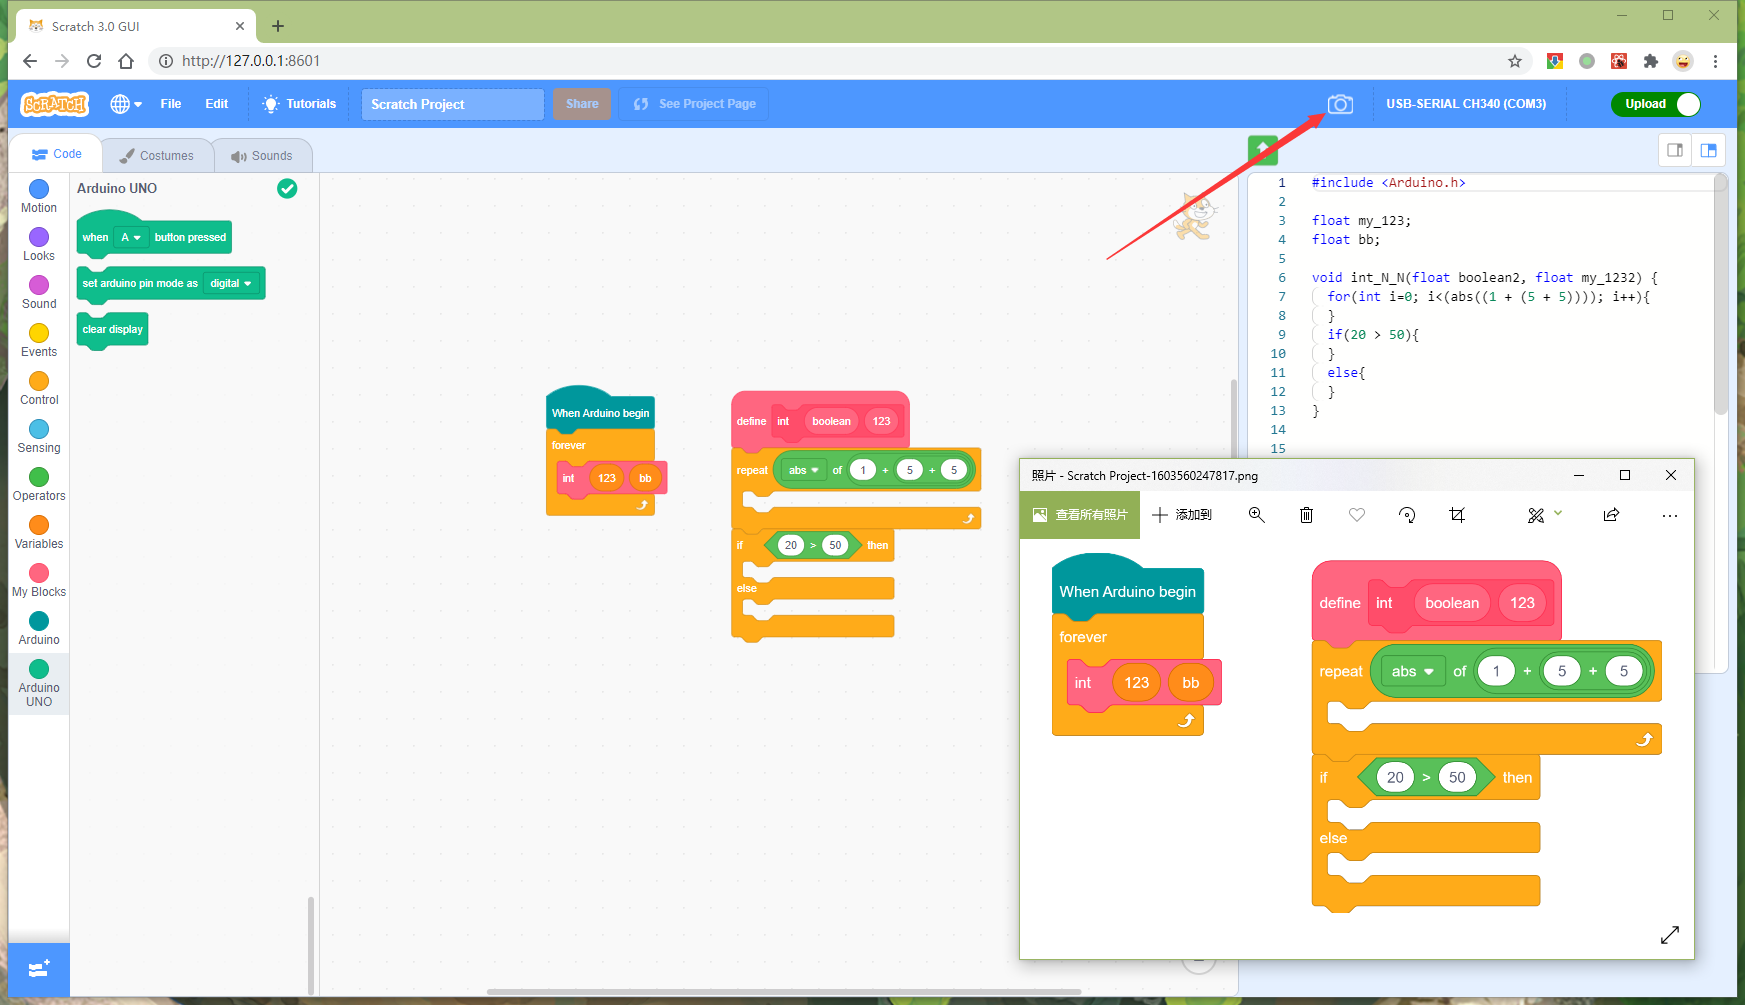 Scratch 3.0 GUI
http://127.0.0.1:8601
SCRATCH
File
Edit
Tutorials
Scratch Project
Share
See Project Page
USB-SERIAL CH340 (COM3)
Upload
Code
Costumes
Sounds
Motion
Looks
Sound
Events
Control
Sensing
Operators
Variables
My Blocks
Arduino
Arduino
UNO
Arduino UNO
when A button pressed
set arduino pin mode as digital
clear display
When Arduino begin
forever
int 123 bb
define int boolean 123
repeat abs of 1 + 5 + 5
if 20 > 50 then
else
1 #include <Arduino.h>
2
3 float my_123;
4 float bb;
5
6 void int_N_N(float boolean2, float my_1232) {
7 for(int i=0; i<(abs((1 + (5 + 5)))); i++){
8 }
9 if(20 > 50){
10 }
11 else{
12 }
13 }
14
15
照片 - Scratch Project-1603560247817.png
查看所有照片
添加到
When Arduino begin
forever
int 123 bb
define int boolean 123
repeat abs of 1 + 5 + 5
if 20 > 50 then
else